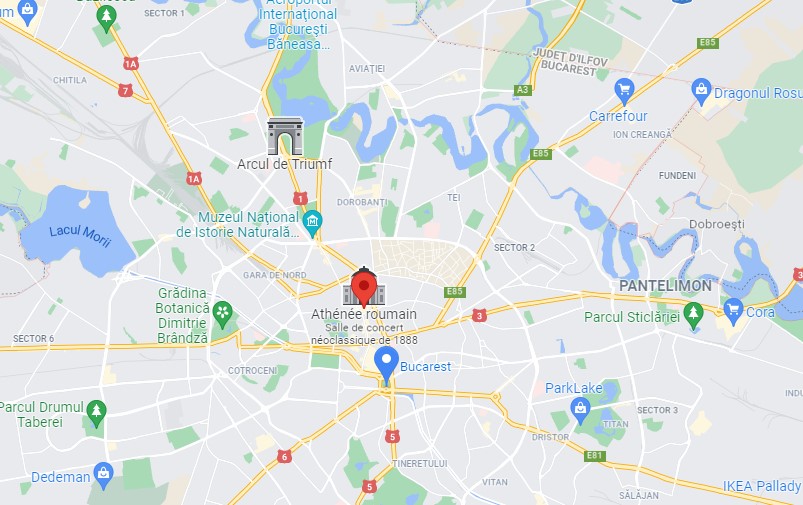 Aeroportul
Internațional
București
Băneasa...
SECTOR 1
um
1A
7
CHITILA
AVIAȚIEI
JUDEȚ D'ILFOV
BUCAREST
E85
A3
Carrefour
Dragonul Rosu
ION CREANGĂ
E85
FUNDENI
Arcul de Triumf
1A
1
DOROBANȚI
TEI
Muzeul Național
de Istorie Naturală...
Lacul Morii
Dobroești
SECTOR 2
GARA DE NORD
3
E85
PANTELIMON
Grădina
Botanică
Dimitrie
Brândză
Athénée roumain
Salle de concert
néoclassique de 1888
3
Parcul Sticlăriei
Cora
SECTOR 6
COTROCENI
Bucarest
ParkLake
Parcul Drumul
Taberei
TITAN
SECTOR 3
5
DRISTOR
6
E81
TINERETULUI
Dedeman
5
VITAN
SĂLĂJAN
IKEA Pallady